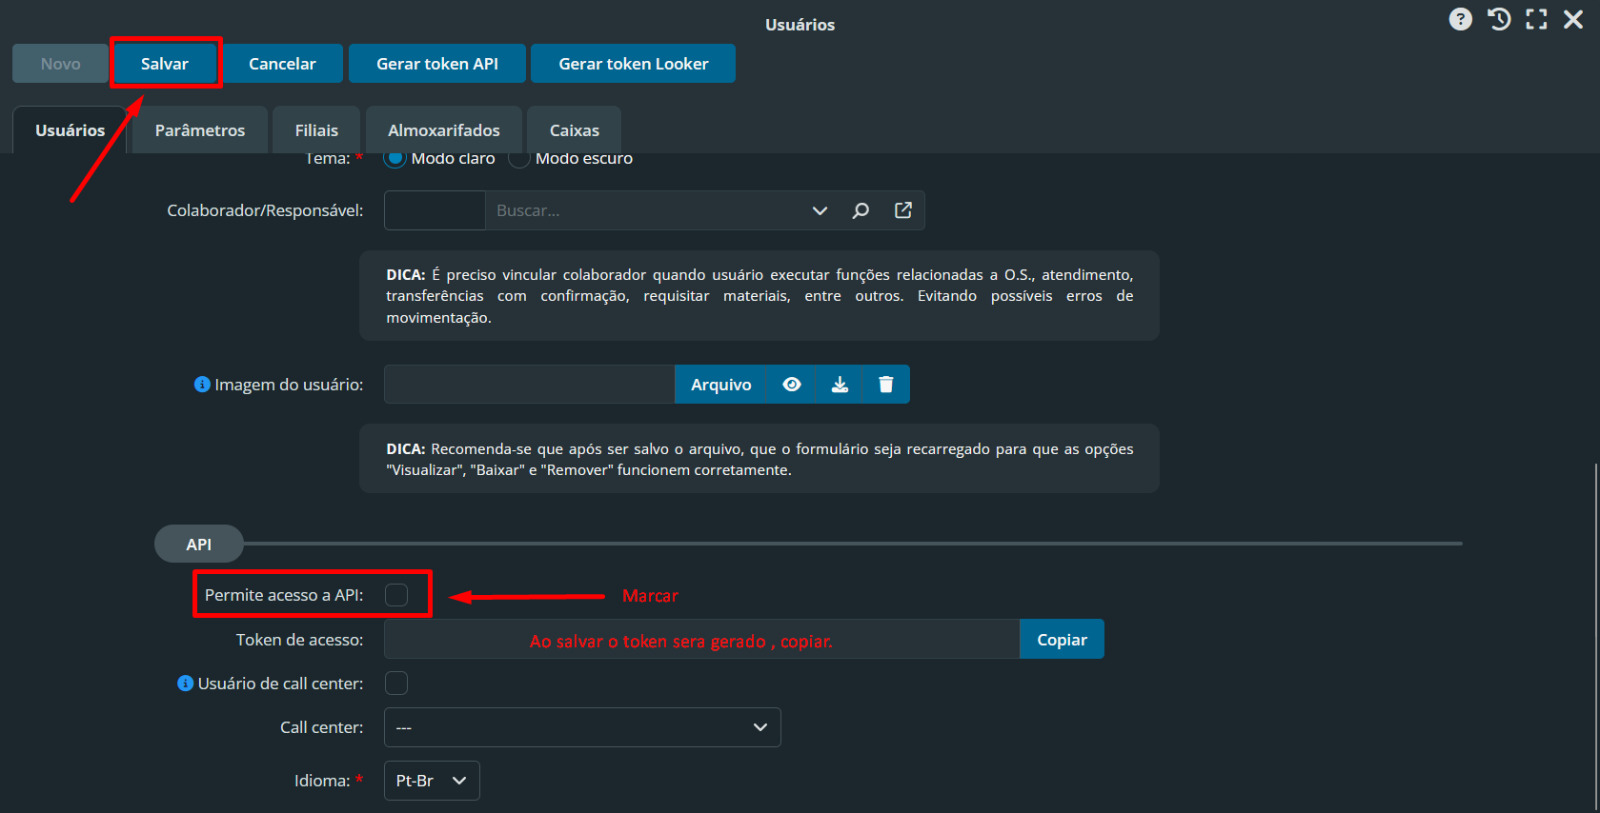 Usuários
Novo
Salvar
Cancelar
Gerar token API
Gerar token Looker
Usuários
Parâmetros
Filiais
Almoxarifados
Caixas
Tema: *
Modo claro
Modo escuro
Colaborador/Responsável:
Buscar...
DICA: É preciso vincular colaborador quando usuário executar funções relacionadas a O.S., atendimento,
transferências com confirmação, requisitar materiais, entre outros. Evitando possíveis erros de
movimentação.
Imagem do usuário:
Arquivo
DICA: Recomenda-se que após ser salvo o arquivo, que o formulário seja recarregado para que as opções
"Visualizar", "Baixar" e "Remover" funcionem corretamente.
API
Permite acesso a API:
Marcar
Token de acesso:
Ao salvar o token sera gerado , copiar.
Copiar
Usuário de call center:
Call center:
---
Idioma: *
Pt-Br